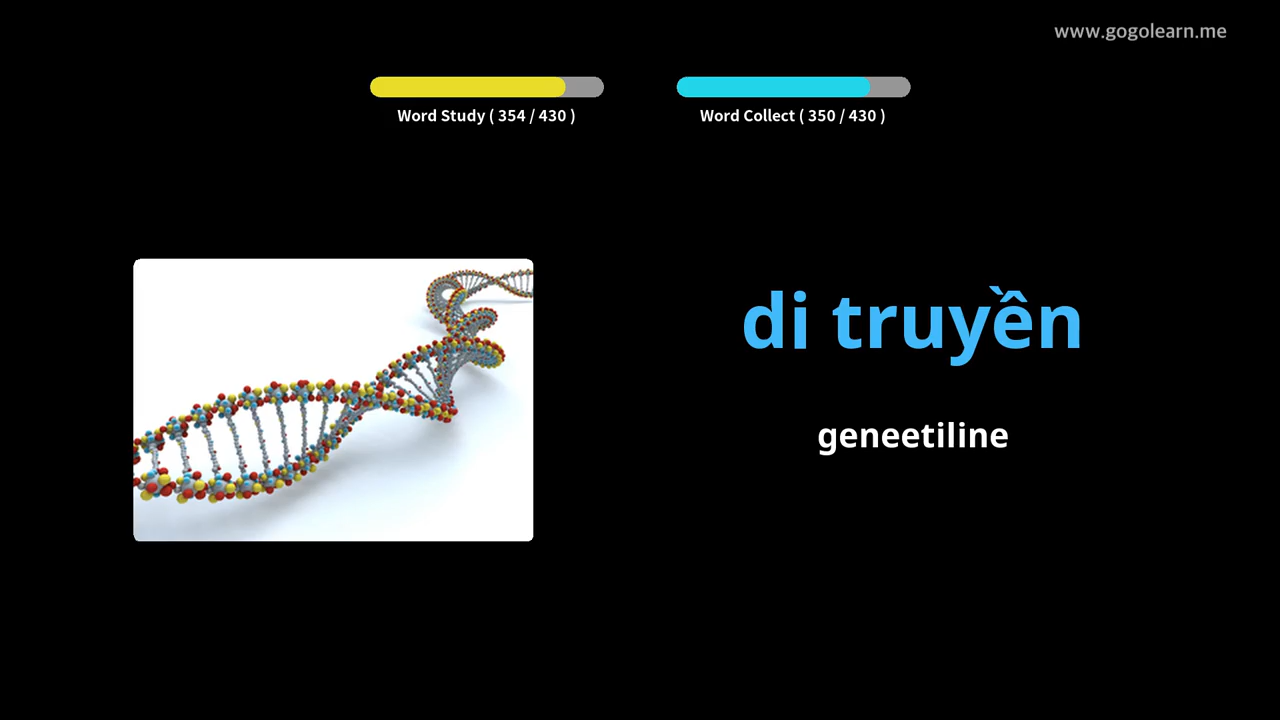 www.gogolearn.me
Word Study ( 354 / 430 )
Word Collect ( 350 / 430 )
di truyền
geneetiline